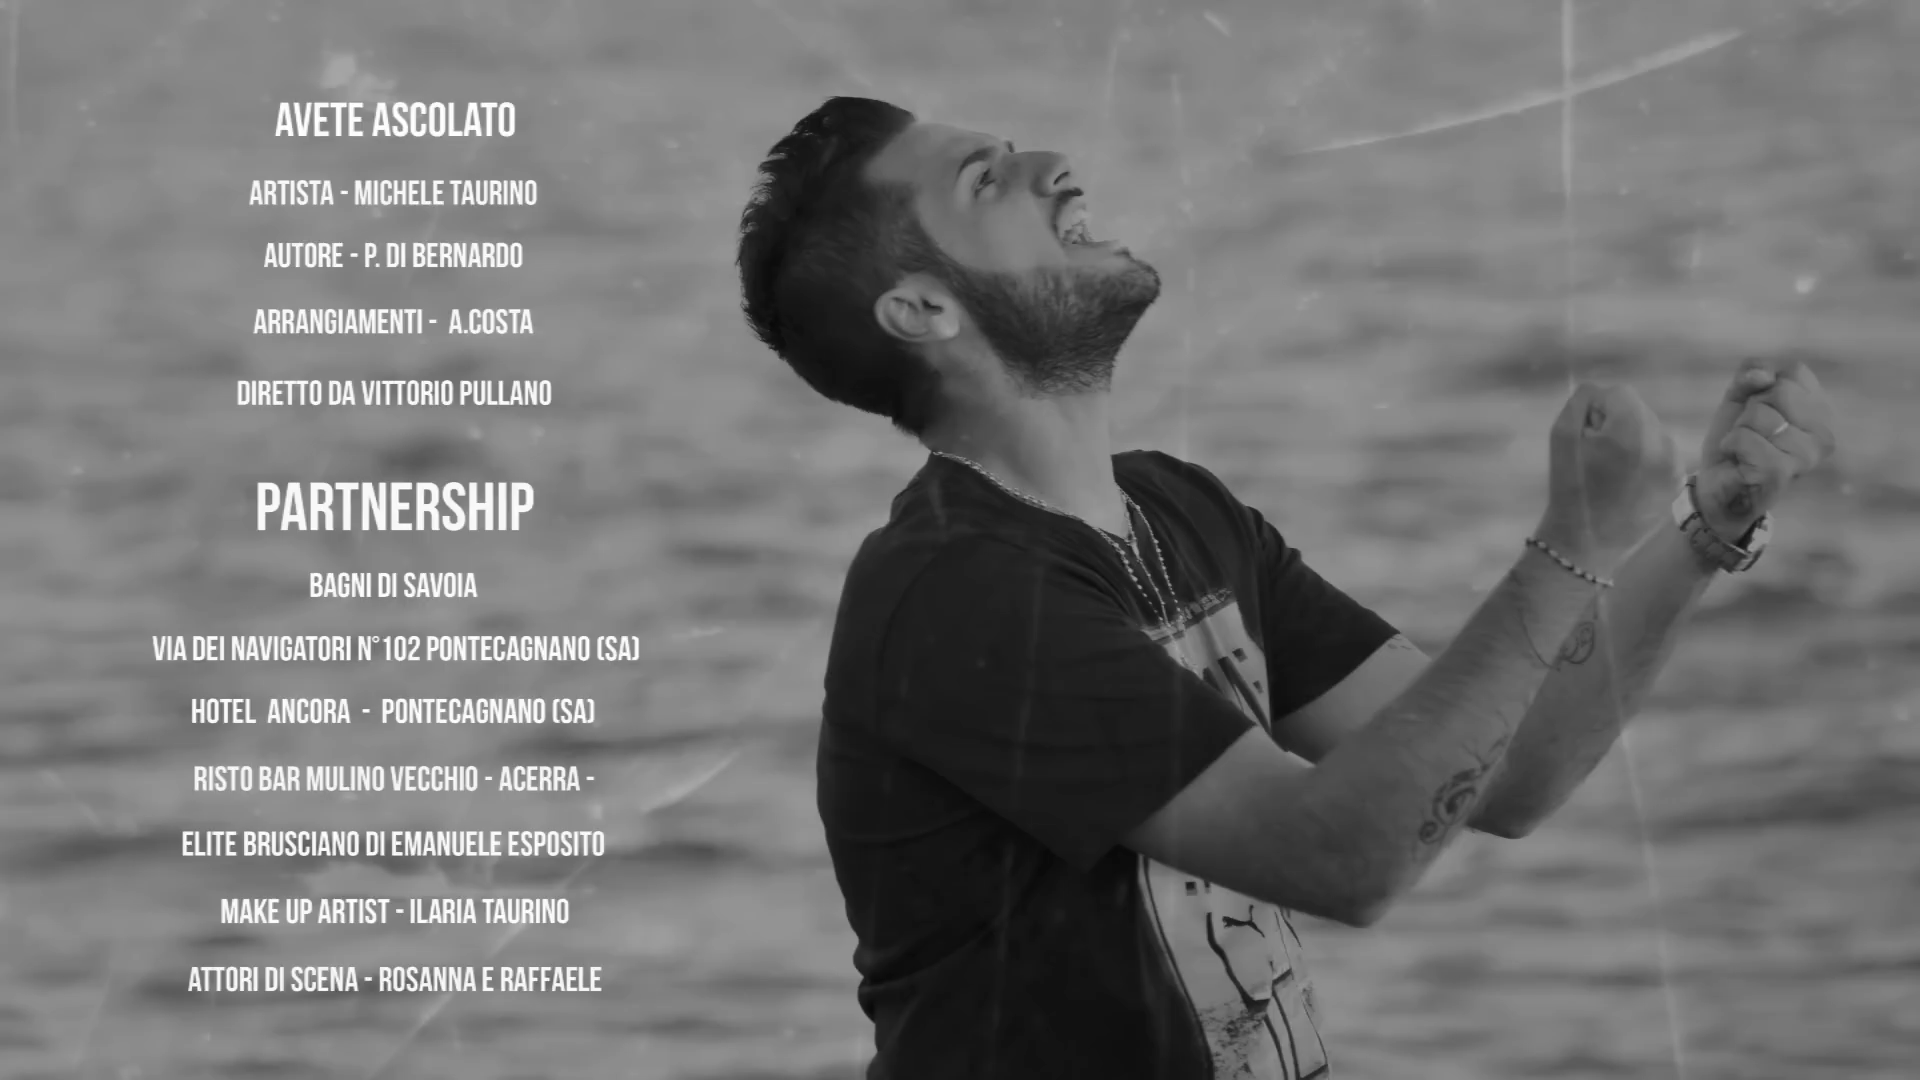 AVETE ASCOLATO
ARTISTA - MICHELE TAURINO
AUTORE - P. DI BERNARDO
ARRANGIAMENTI - A.COSTA
DIRETTO DA VITTORIO PULLANO
PARTNERSHIP
BAGNI DI SAVOIA
VIA DEI NAVIGATORI N°102 PONTECAGNANO (SA)
HOTEL ANCORA - PONTECAGNANO (SA)
RISTO BAR MULINO VECCHIO - ACERRA -
ELITE BRUSCIANO DI EMANUELE ESPOSITO
MAKE UP ARTIST - ILARIA TAURINO
ATTORI DI SCENA - ROSANNA E RAFFAELE